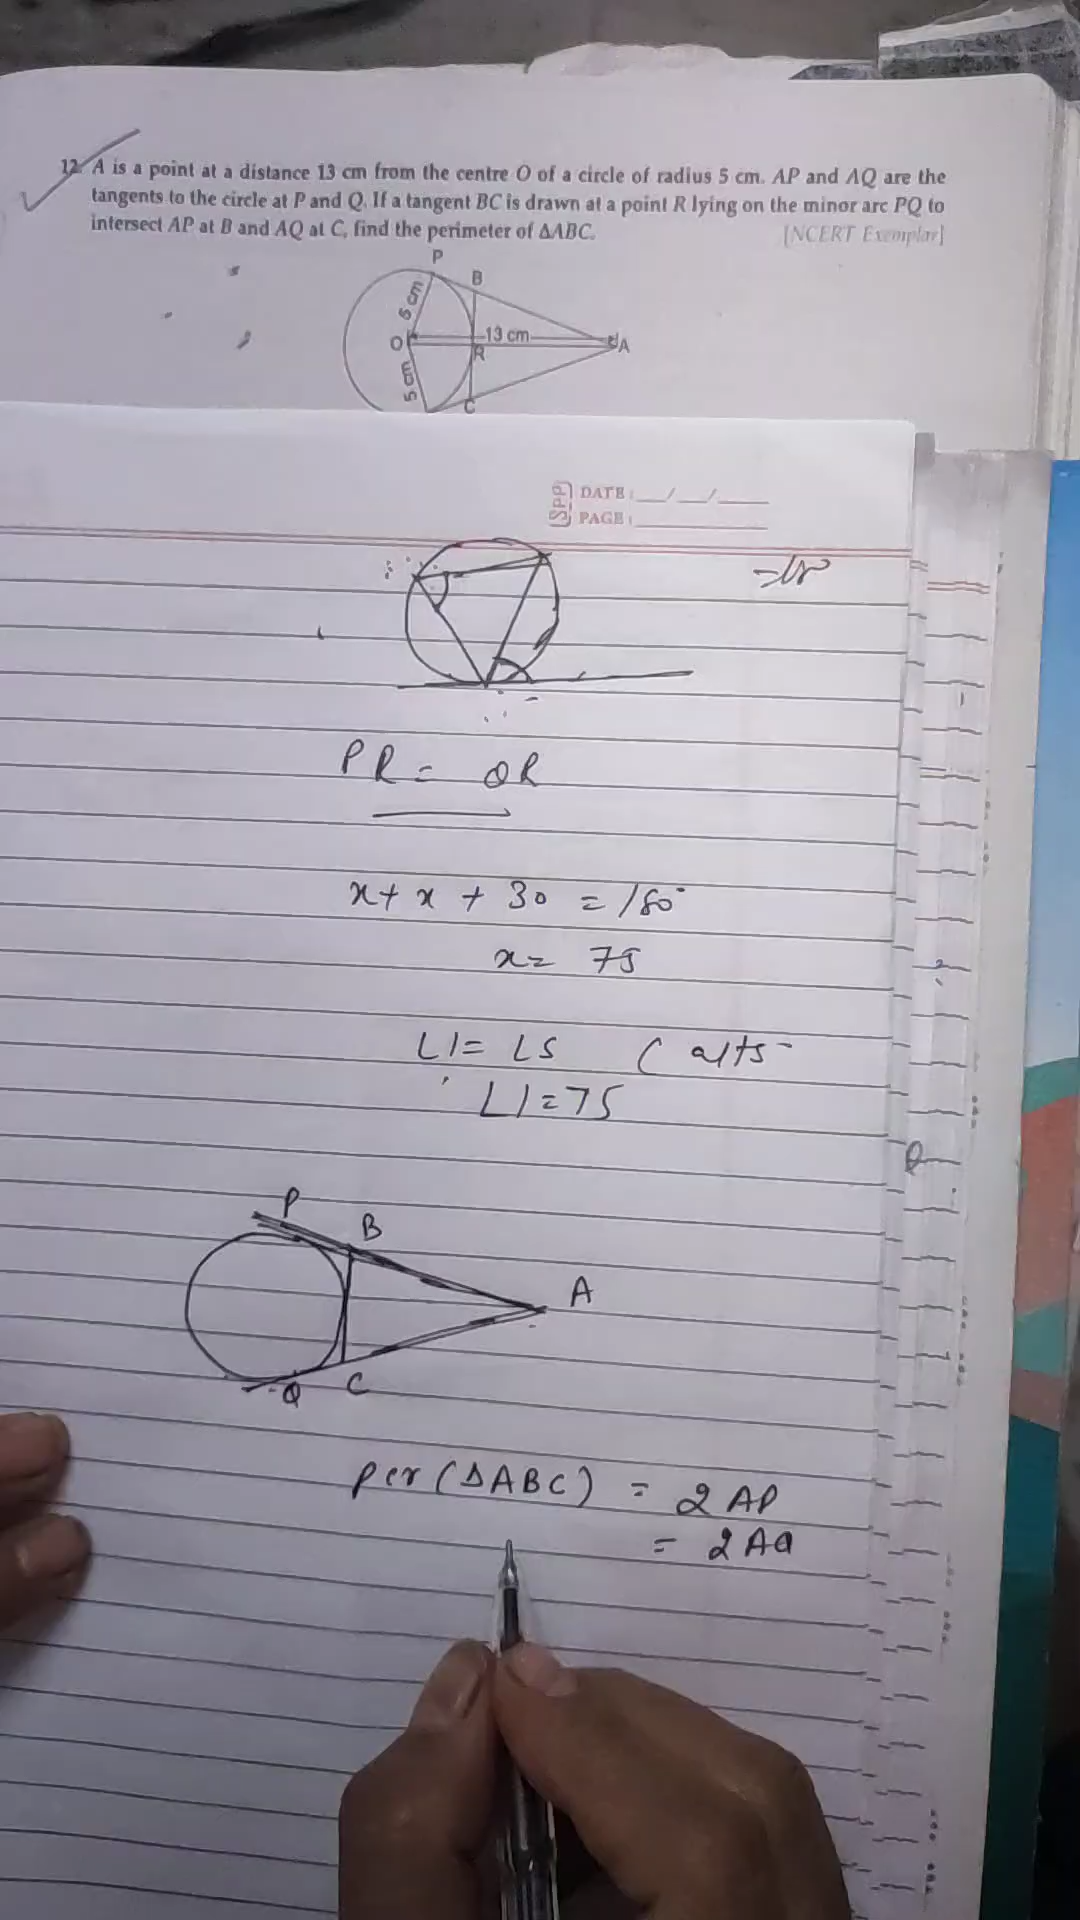 12. A is a point at a distance 13 cm from the centre O of a circle of radius 5 cm. AP and AQ are the
tangents to the circle at P and Q. If a tangent BC is drawn at a point R lying on the minor arc PQ to
intersect AP at B and AQ at C, find the perimeter of ΔABC.
[NCERT Exemplar]
P
B
5 cm
O
13 cm
A
R
5 cm
C
SPP
DATE : __/__/____
PAGE :
PR = QR
x + x + 30 = 180°
x = 75
∠1 = ∠5 ( alts
∠1 = 75
P
B
A
Q
C
per (ΔABC) = 2 AP
= 2 AQ